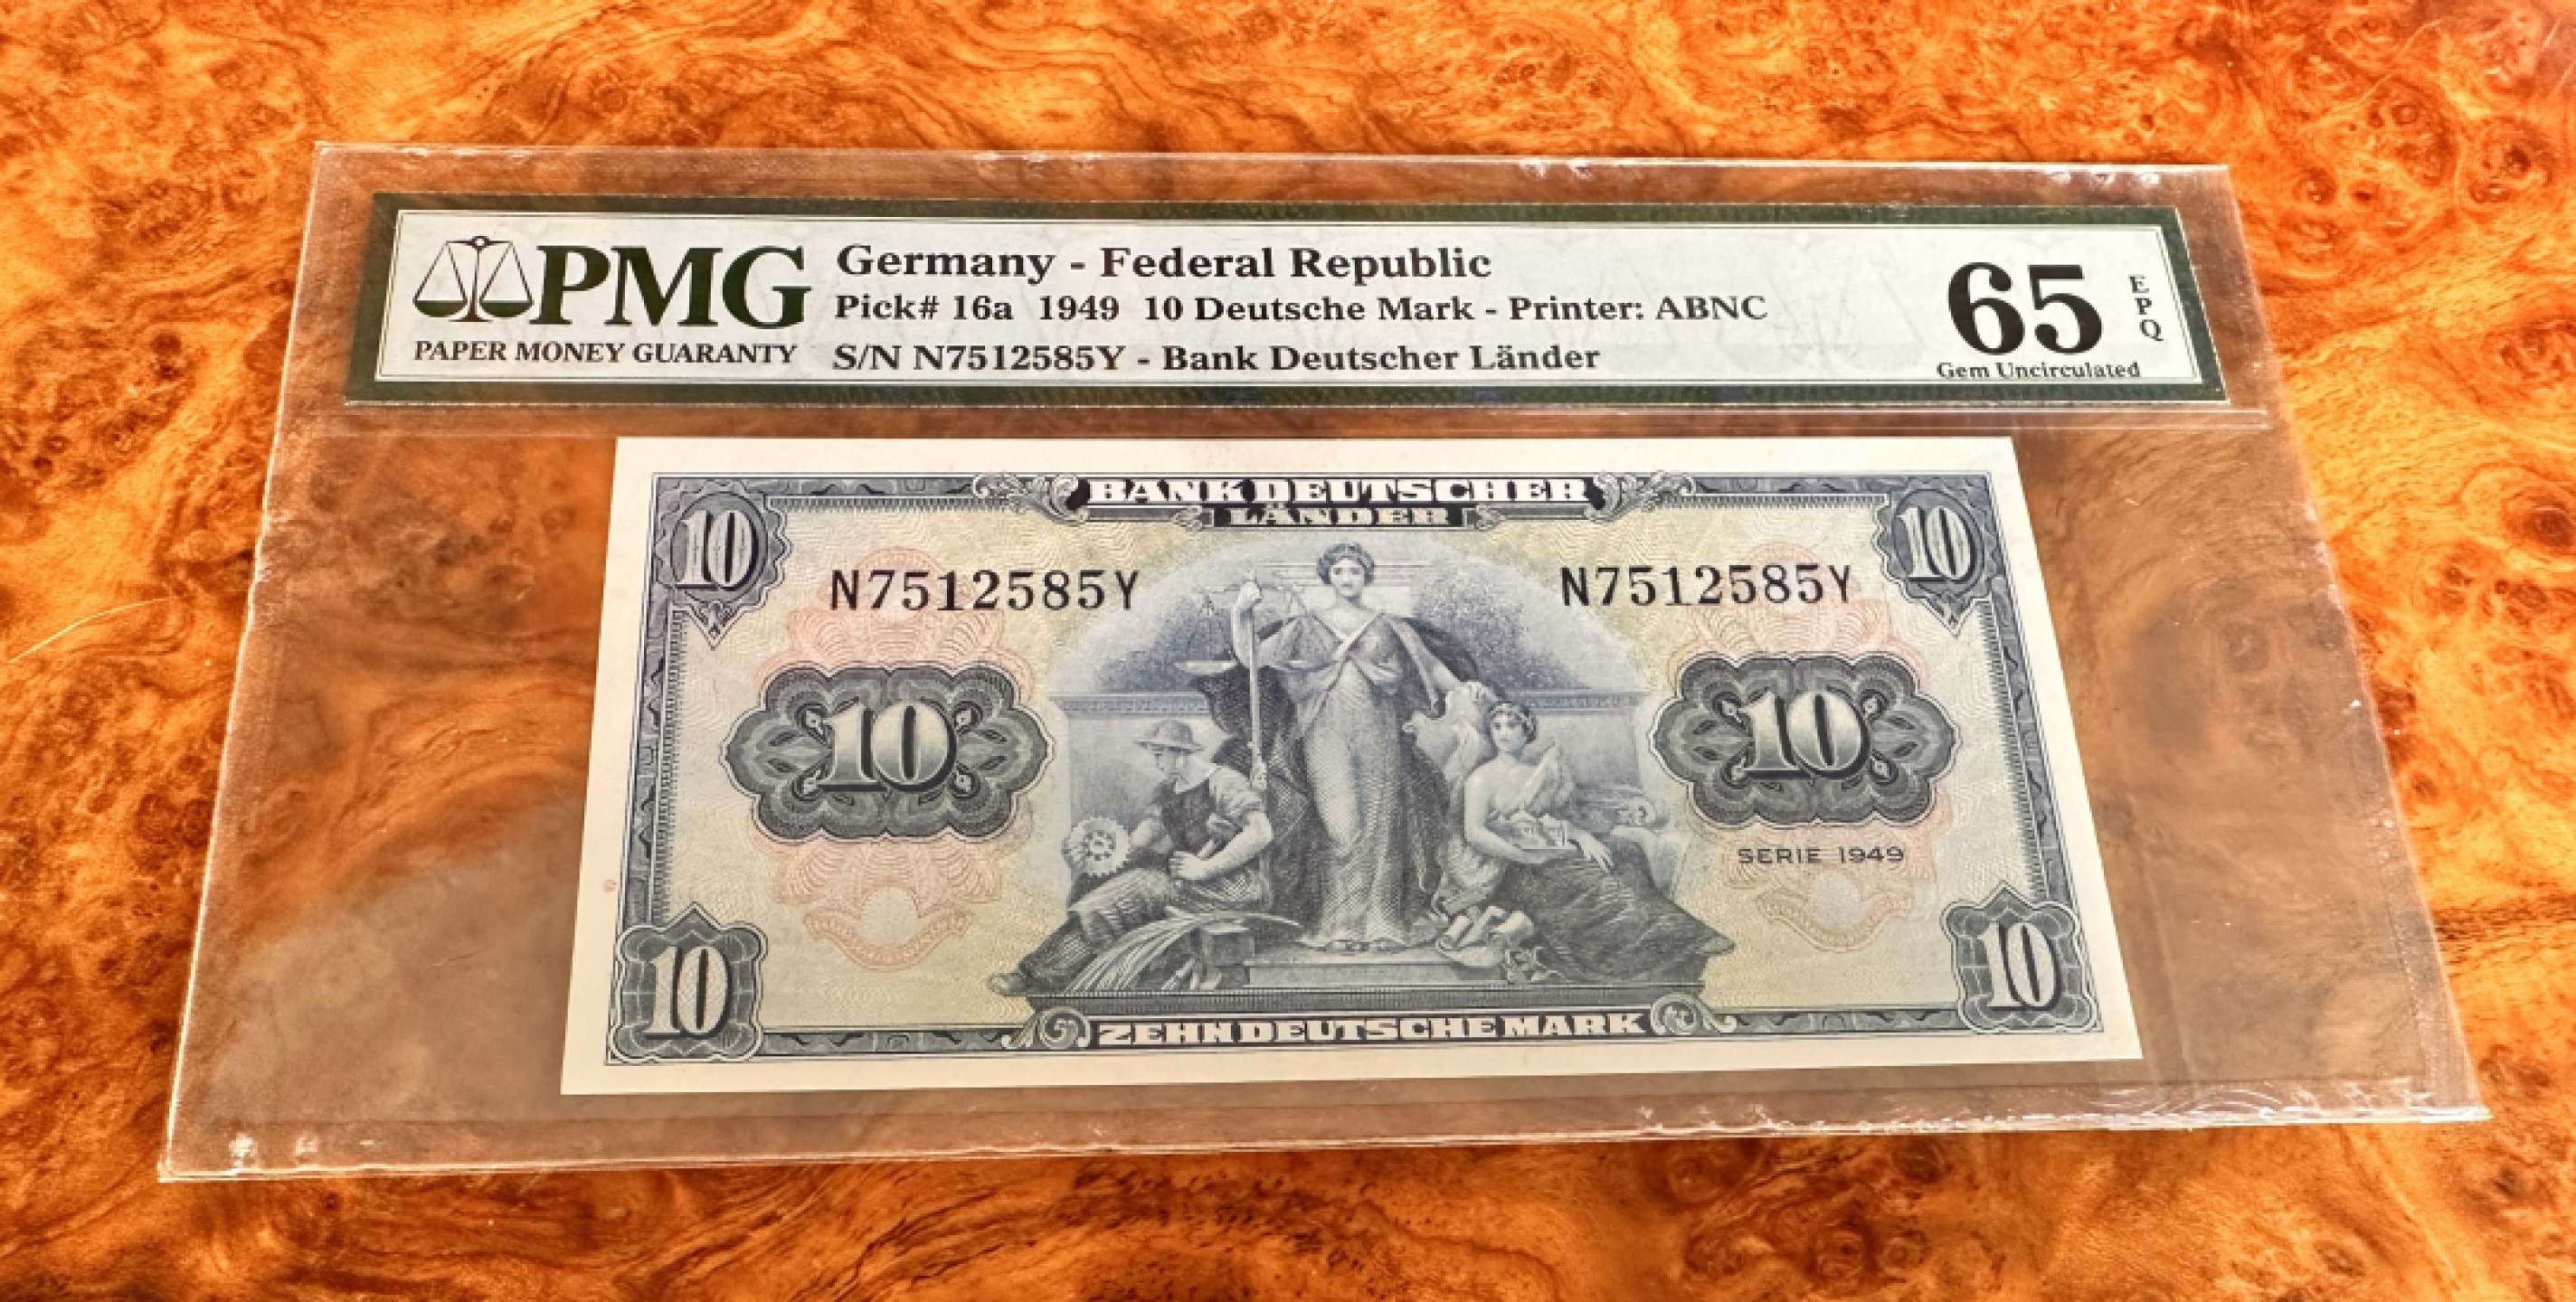 PMG
PAPER MONEY GUARANTY
Germany - Federal Republic
Pick# 16a 1949 10 Deutsche Mark - Printer: ABNC
S/N N7512585Y - Bank Deutscher Länder
65
EPQ
Gem Uncirculated
BANK DEUTSCHER
LÄNDER
10
10
N7512585Y
N7512585Y
10
10
SERIE 1949
10
10
ZEHN DEUTSCHE MARK